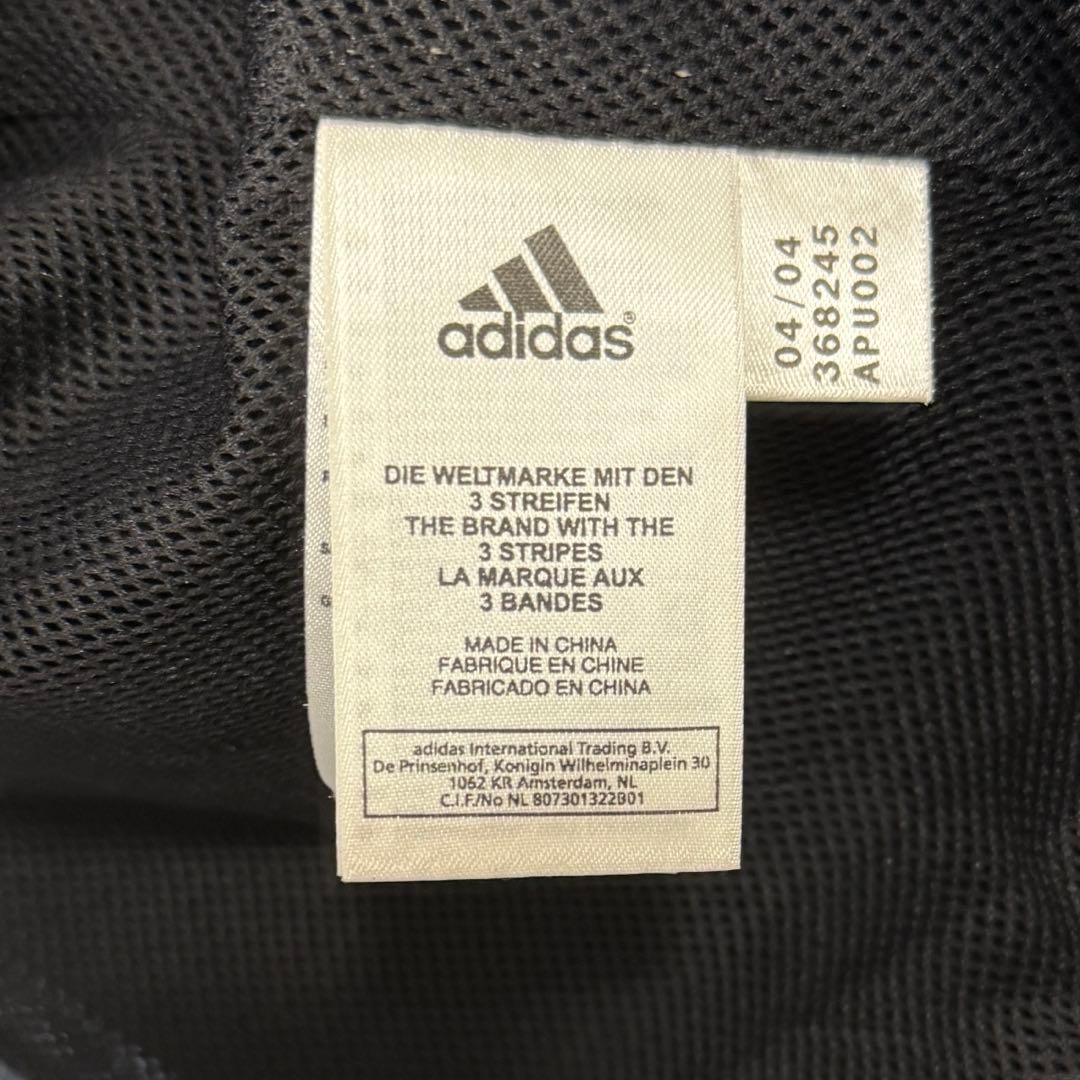 adidas®
DIE WELTMARKE MIT DEN
3 STREIFEN
THE BRAND WITH THE
3 STRIPES
LA MARQUE AUX
3 BANDES
MADE IN CHINA
FABRIQUE EN CHINE
FABRICADO EN CHINA
adidas International Trading B.V.
De Prinsenhof, Konigin Wilhelminaplein 30
1062 KR Amsterdam, NL
C.I.F./No NL 807301322B01
04/04
368245
APU002